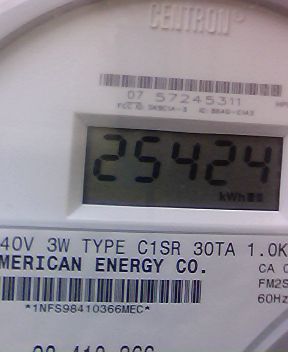 CENTRON®
07 57245311
25424
kWh
40V 3W TYPE C1SR 30TA 1.0K
MERICAN ENERGY CO.
CA 0
FM2S
60Hz
*1NFS98410366MEC*